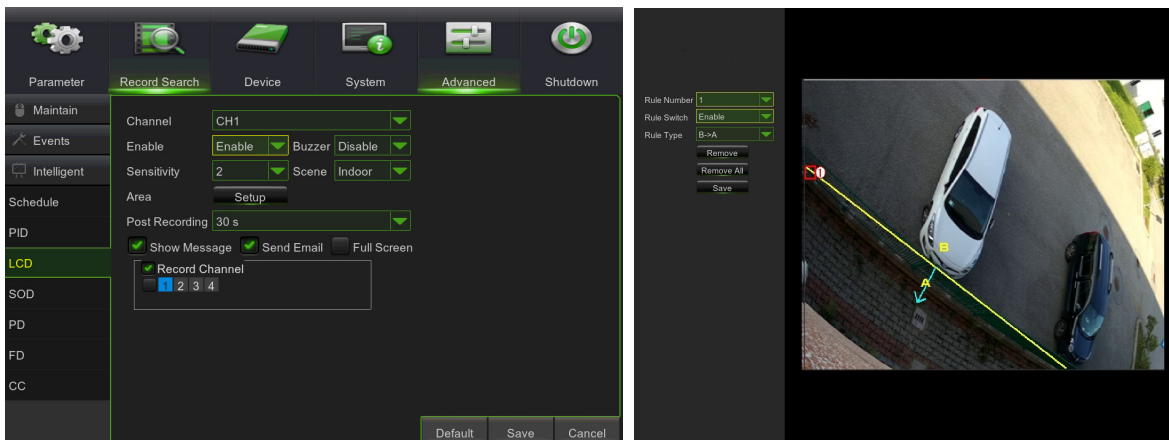 Parameter Record Search Device System Advanced Shutdown
Maintain
Events
Intelligent
Schedule
PID
LCD
SOD
PD
FD
CC
Channel CH1
Enable Enable Buzzer Disable
Sensitivity 2 Scene Indoor
Area Setup
Post Recording 30 s
Show Message Send Email Full Screen
Record Channel
1 2 3 4
Default Save Cancel
Rule Number 1
Rule Switch Enable
Rule Type B->A
Remove
Remove All
Save
1
B
A